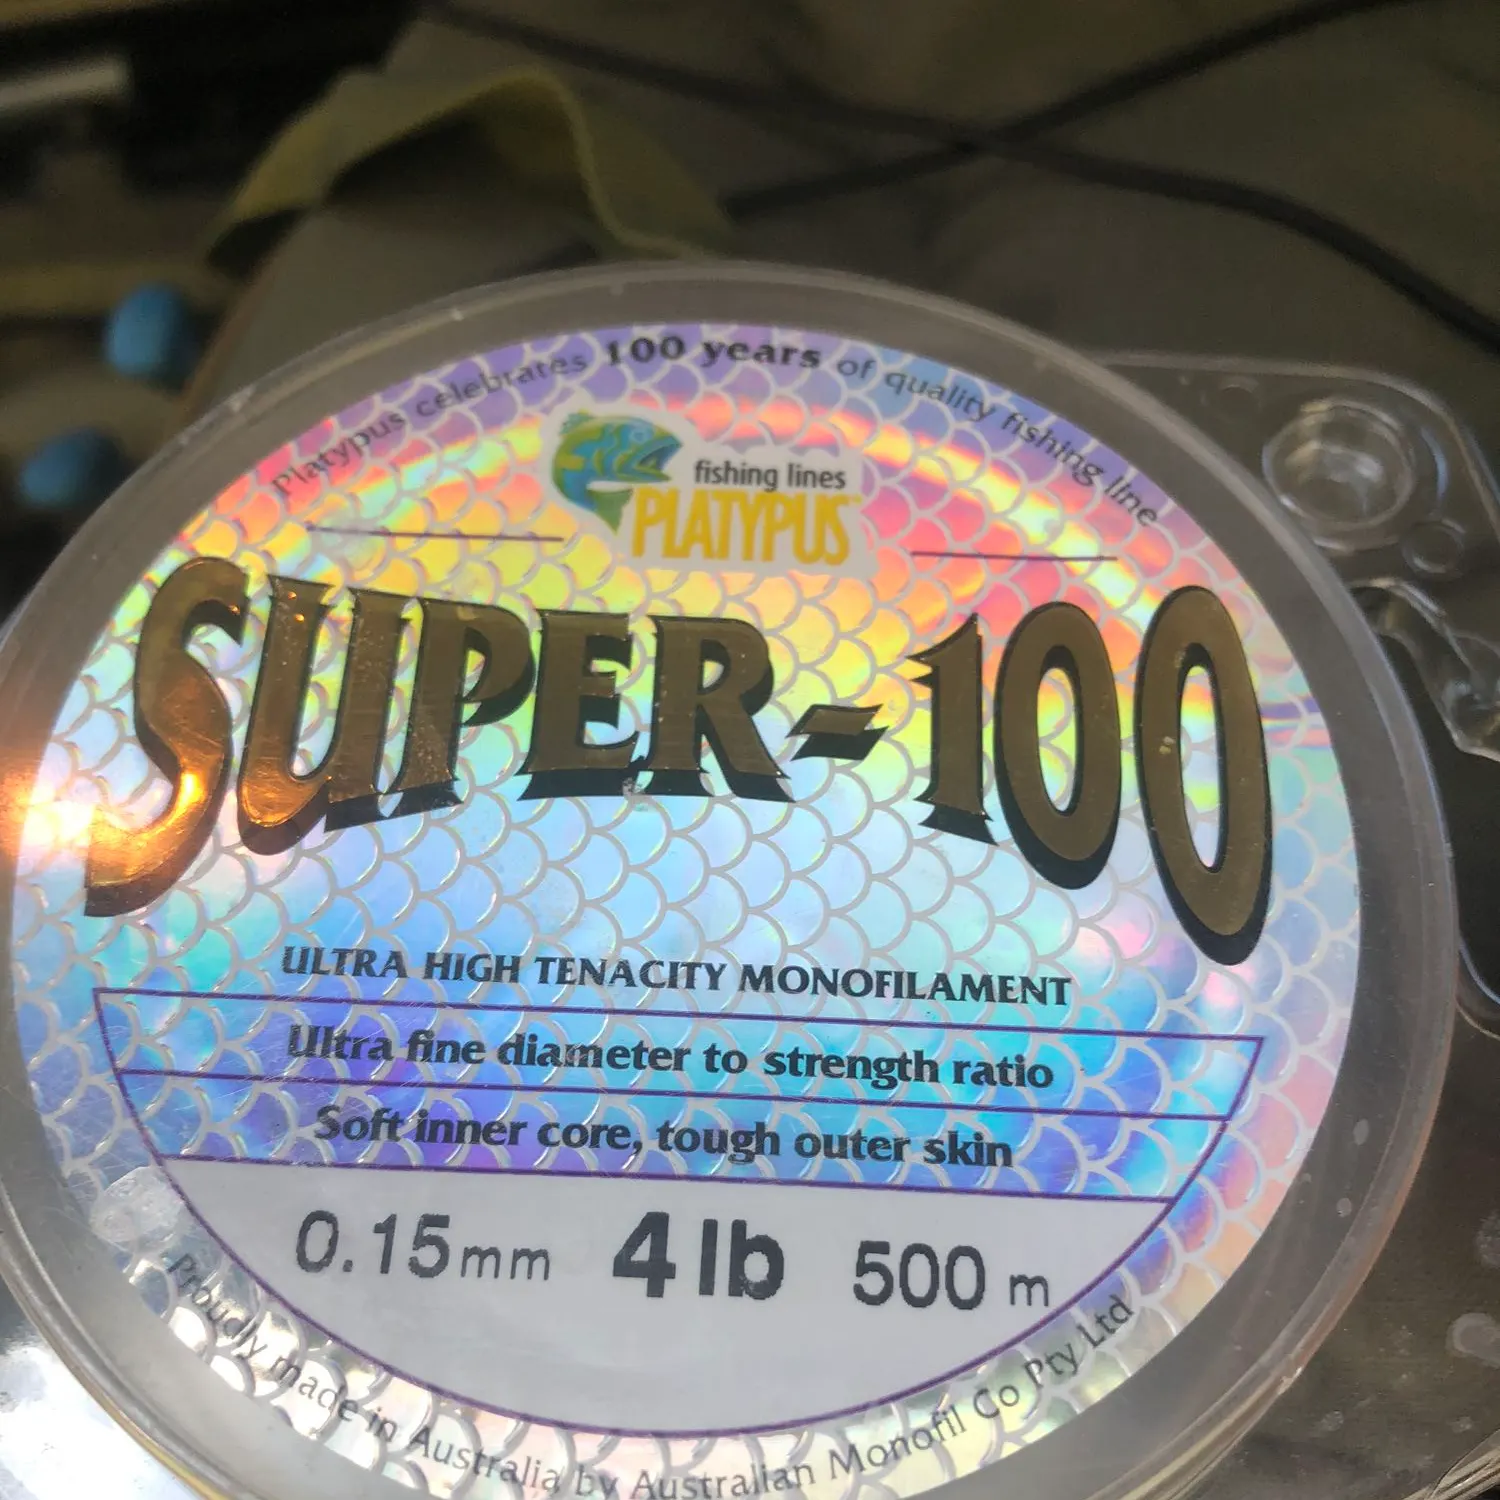 Platypus celebrates 100 years of quality fishing line
fishing lines
PLATYPUS™
SUPER-100
ULTRA HIGH TENACITY MONOFILAMENT
Ultra fine diameter to strength ratio
Soft inner core, tough outer skin
0.15mm 4lb 500m
Proudly made in Australia by Australian Monofil Co Pty Ltd